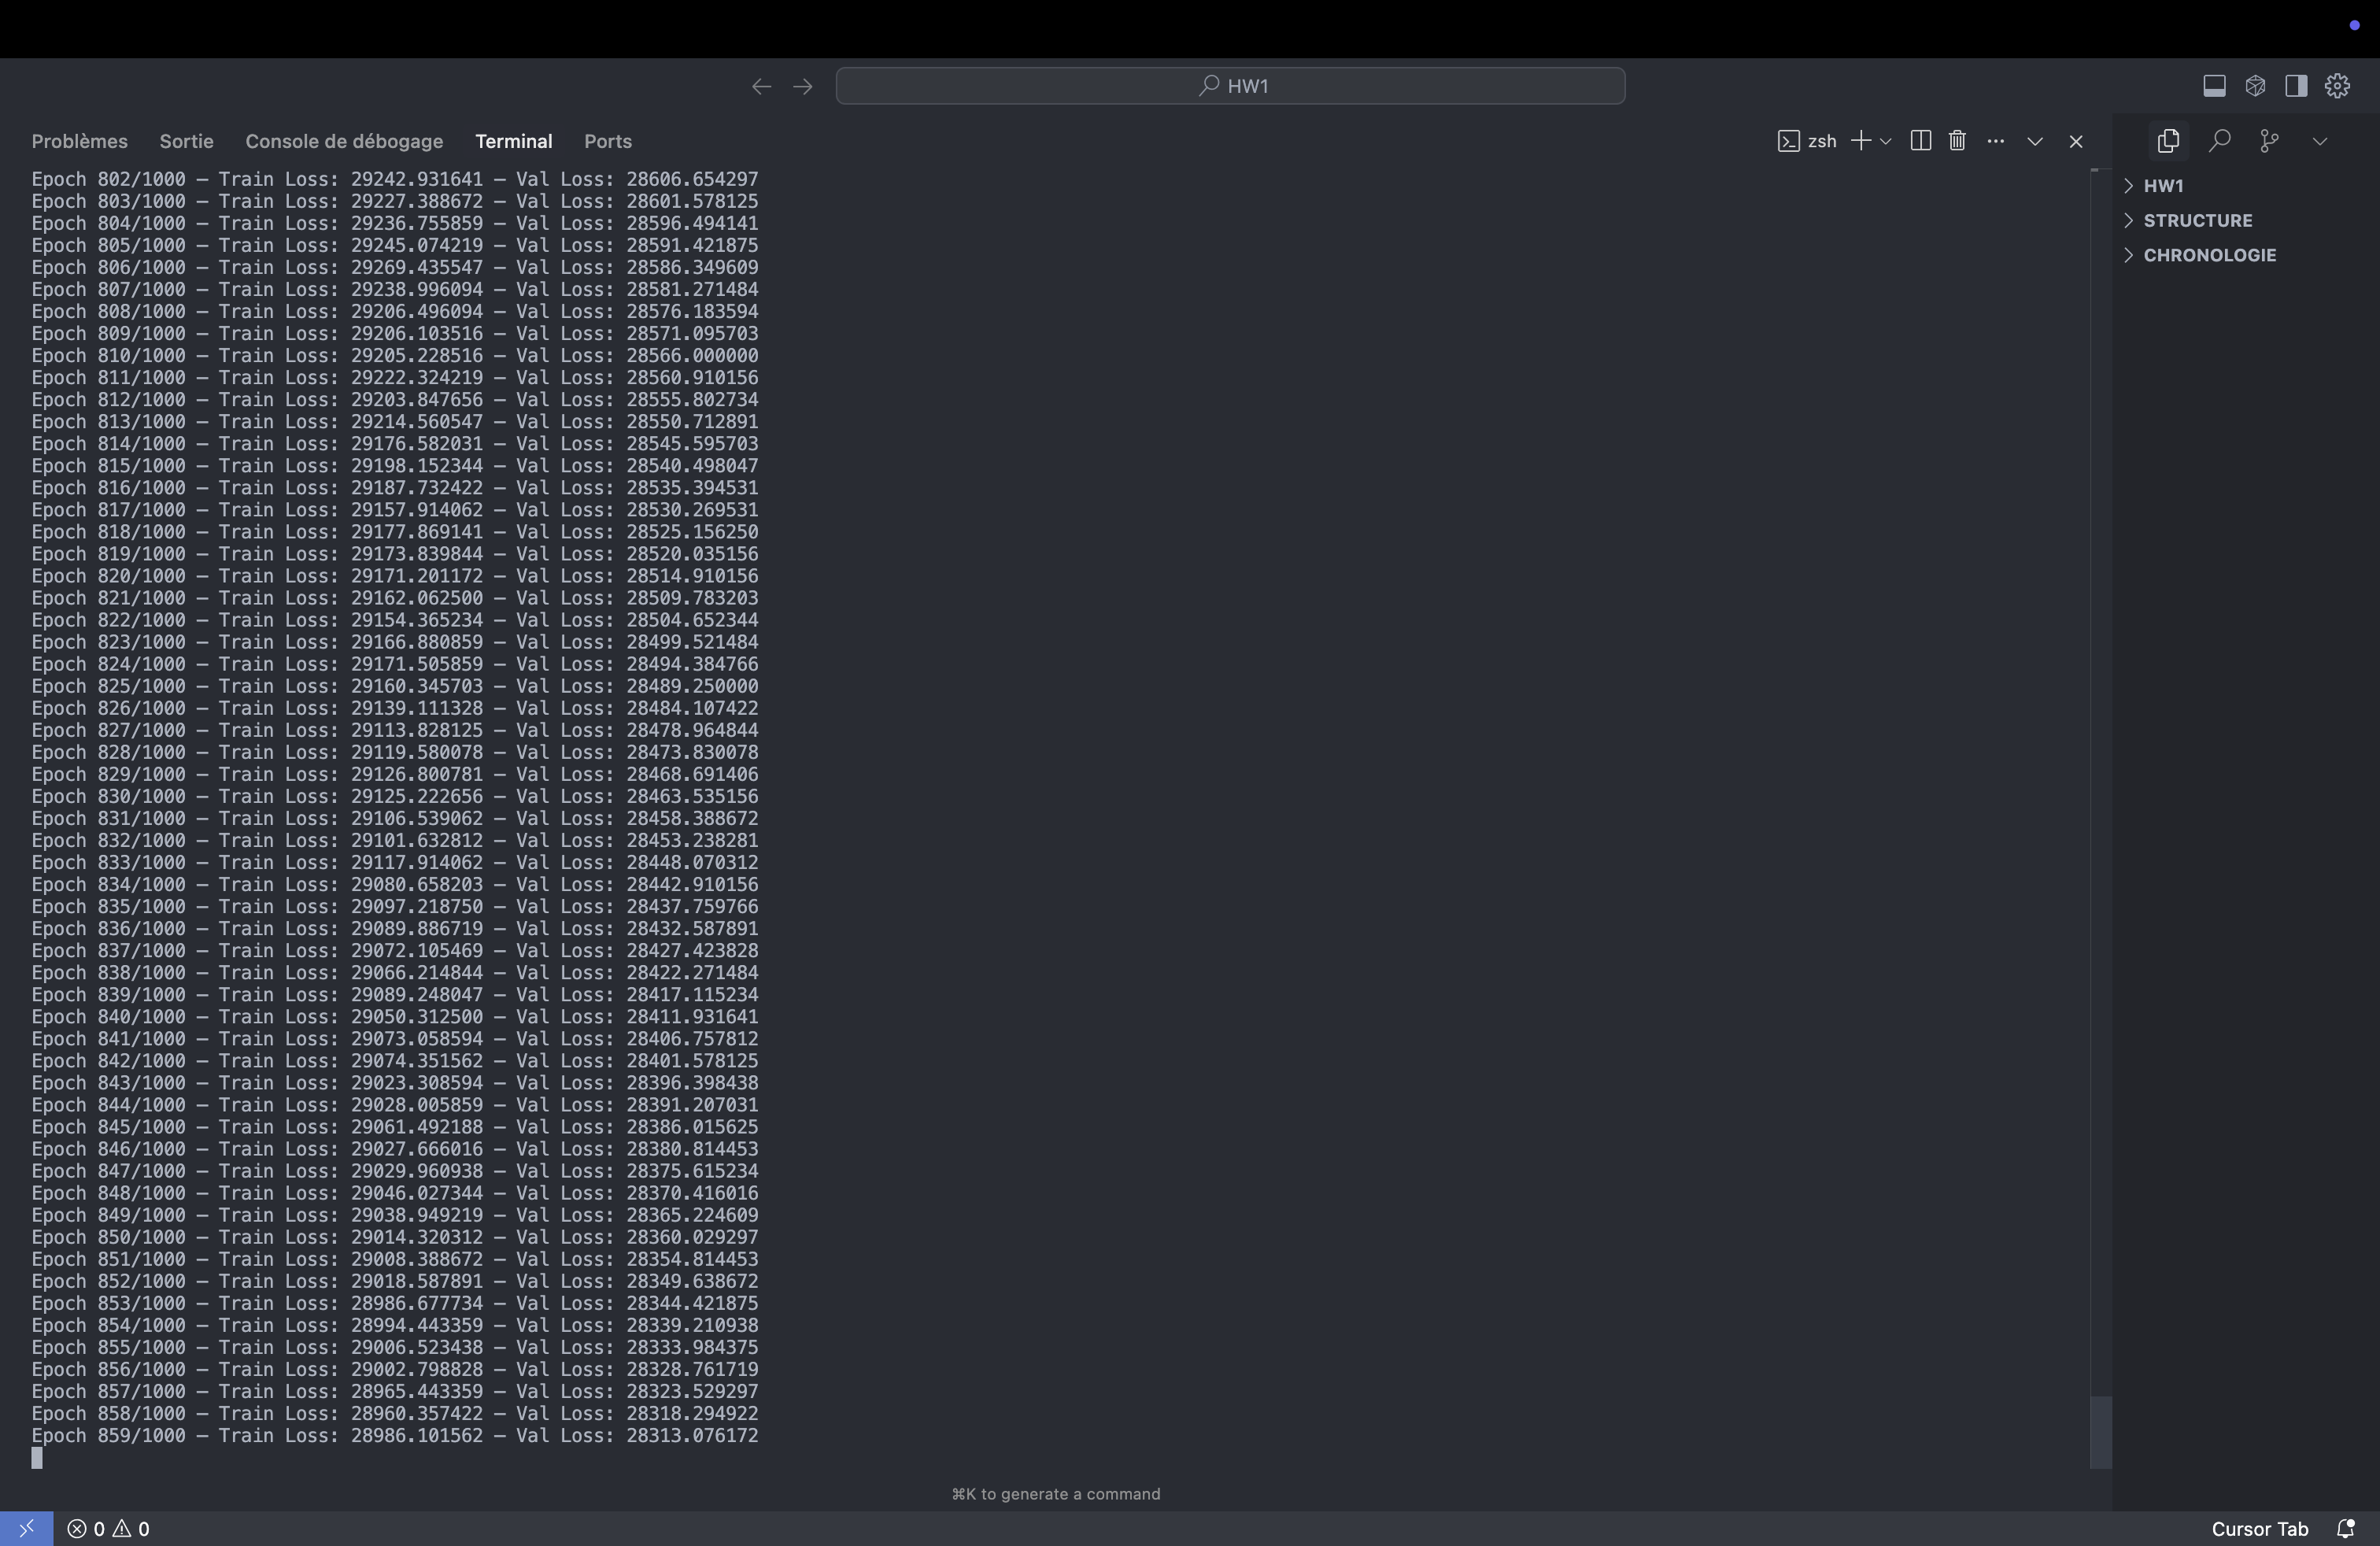 HW1
Problèmes Sortie Console de débogage Terminal Ports
zsh
Epoch 802/1000 – Train Loss: 29242.931641 – Val Loss: 28606.654297
Epoch 803/1000 – Train Loss: 29227.388672 – Val Loss: 28601.578125
Epoch 804/1000 – Train Loss: 29236.755859 – Val Loss: 28596.494141
Epoch 805/1000 – Train Loss: 29245.074219 – Val Loss: 28591.421875
Epoch 806/1000 – Train Loss: 29269.435547 – Val Loss: 28586.349609
Epoch 807/1000 – Train Loss: 29238.996094 – Val Loss: 28581.271484
Epoch 808/1000 – Train Loss: 29206.496094 – Val Loss: 28576.183594
Epoch 809/1000 – Train Loss: 29206.103516 – Val Loss: 28571.095703
Epoch 810/1000 – Train Loss: 29205.228516 – Val Loss: 28566.000000
Epoch 811/1000 – Train Loss: 29222.324219 – Val Loss: 28560.910156
Epoch 812/1000 – Train Loss: 29203.847656 – Val Loss: 28555.802734
Epoch 813/1000 – Train Loss: 29214.560547 – Val Loss: 28550.712891
Epoch 814/1000 – Train Loss: 29176.582031 – Val Loss: 28545.595703
Epoch 815/1000 – Train Loss: 29198.152344 – Val Loss: 28540.498047
Epoch 816/1000 – Train Loss: 29187.732422 – Val Loss: 28535.394531
Epoch 817/1000 – Train Loss: 29157.914062 – Val Loss: 28530.269531
Epoch 818/1000 – Train Loss: 29177.869141 – Val Loss: 28525.156250
Epoch 819/1000 – Train Loss: 29173.839844 – Val Loss: 28520.035156
Epoch 820/1000 – Train Loss: 29171.201172 – Val Loss: 28514.910156
Epoch 821/1000 – Train Loss: 29162.062500 – Val Loss: 28509.783203
Epoch 822/1000 – Train Loss: 29154.365234 – Val Loss: 28504.652344
Epoch 823/1000 – Train Loss: 29166.880859 – Val Loss: 28499.521484
Epoch 824/1000 – Train Loss: 29171.505859 – Val Loss: 28494.384766
Epoch 825/1000 – Train Loss: 29160.345703 – Val Loss: 28489.250000
Epoch 826/1000 – Train Loss: 29139.111328 – Val Loss: 28484.107422
Epoch 827/1000 – Train Loss: 29113.828125 – Val Loss: 28478.964844
Epoch 828/1000 – Train Loss: 29119.580078 – Val Loss: 28473.830078
Epoch 829/1000 – Train Loss: 29126.800781 – Val Loss: 28468.691406
Epoch 830/1000 – Train Loss: 29125.222656 – Val Loss: 28463.535156
Epoch 831/1000 – Train Loss: 29106.539062 – Val Loss: 28458.388672
Epoch 832/1000 – Train Loss: 29101.632812 – Val Loss: 28453.238281
Epoch 833/1000 – Train Loss: 29117.914062 – Val Loss: 28448.070312
Epoch 834/1000 – Train Loss: 29080.658203 – Val Loss: 28442.910156
Epoch 835/1000 – Train Loss: 29097.218750 – Val Loss: 28437.759766
Epoch 836/1000 – Train Loss: 29089.886719 – Val Loss: 28432.587891
Epoch 837/1000 – Train Loss: 29072.105469 – Val Loss: 28427.423828
Epoch 838/1000 – Train Loss: 29066.214844 – Val Loss: 28422.271484
Epoch 839/1000 – Train Loss: 29089.248047 – Val Loss: 28417.115234
Epoch 840/1000 – Train Loss: 29050.312500 – Val Loss: 28411.931641
Epoch 841/1000 – Train Loss: 29073.058594 – Val Loss: 28406.757812
Epoch 842/1000 – Train Loss: 29074.351562 – Val Loss: 28401.578125
Epoch 843/1000 – Train Loss: 29023.308594 – Val Loss: 28396.398438
Epoch 844/1000 – Train Loss: 29028.005859 – Val Loss: 28391.207031
Epoch 845/1000 – Train Loss: 29061.492188 – Val Loss: 28386.015625
Epoch 846/1000 – Train Loss: 29027.666016 – Val Loss: 28380.814453
Epoch 847/1000 – Train Loss: 29029.960938 – Val Loss: 28375.615234
Epoch 848/1000 – Train Loss: 29046.027344 – Val Loss: 28370.416016
Epoch 849/1000 – Train Loss: 29038.949219 – Val Loss: 28365.224609
Epoch 850/1000 – Train Loss: 29014.320312 – Val Loss: 28360.029297
Epoch 851/1000 – Train Loss: 29008.388672 – Val Loss: 28354.814453
Epoch 852/1000 – Train Loss: 29018.587891 – Val Loss: 28349.638672
Epoch 853/1000 – Train Loss: 28986.677734 – Val Loss: 28344.421875
Epoch 854/1000 – Train Loss: 28994.443359 – Val Loss: 28339.210938
Epoch 855/1000 – Train Loss: 29006.523438 – Val Loss: 28333.984375
Epoch 856/1000 – Train Loss: 29002.798828 – Val Loss: 28328.761719
Epoch 857/1000 – Train Loss: 28965.443359 – Val Loss: 28323.529297
Epoch 858/1000 – Train Loss: 28960.357422 – Val Loss: 28318.294922
Epoch 859/1000 – Train Loss: 28986.101562 – Val Loss: 28313.076172
⌘K to generate a command
HW1
STRUCTURE
CHRONOLOGIE
0 0
Cursor Tab